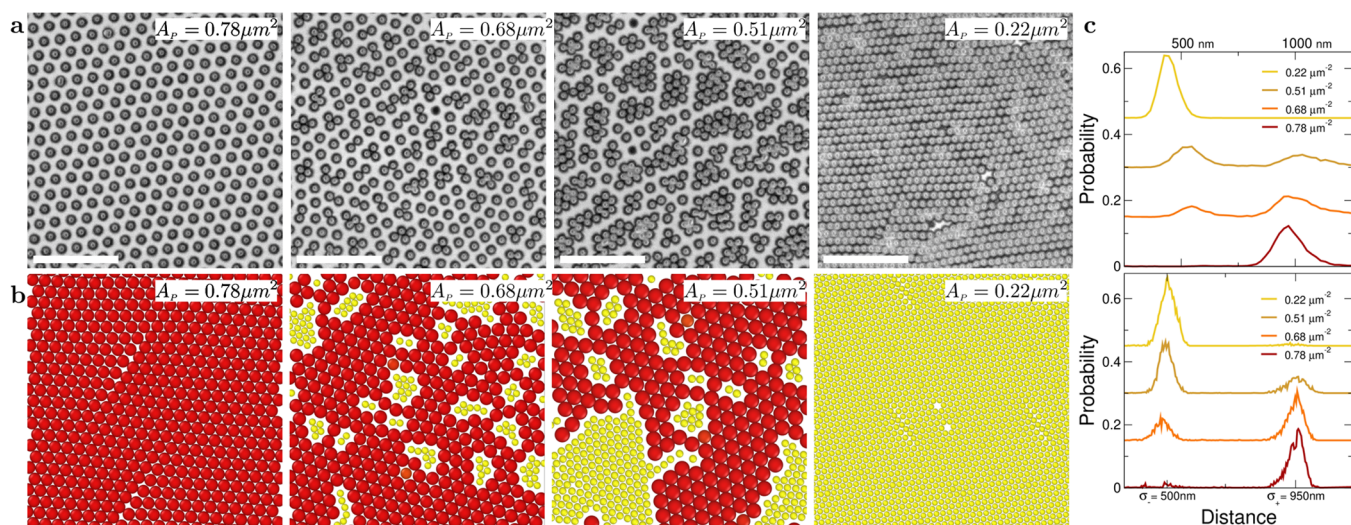 a
A_P = 0.78μm²
A_P = 0.68μm²
A_P = 0.51μm²
A_P = 0.22μm²
b
A_P = 0.78μm²
A_P = 0.68μm²
A_P = 0.51μm²
A_P = 0.22μm²
c
500 nm 1000 nm
Probability
0.6
0.4
0.2
0
0.22 μm⁻²
0.51 μm⁻²
0.68 μm⁻²
0.78 μm⁻²
Probability
0.6
0.4
0.2
0
0.22 μm⁻²
0.51 μm⁻²
0.68 μm⁻²
0.78 μm⁻²
σ₋ = 500nm σ₊ = 950nm
Distance